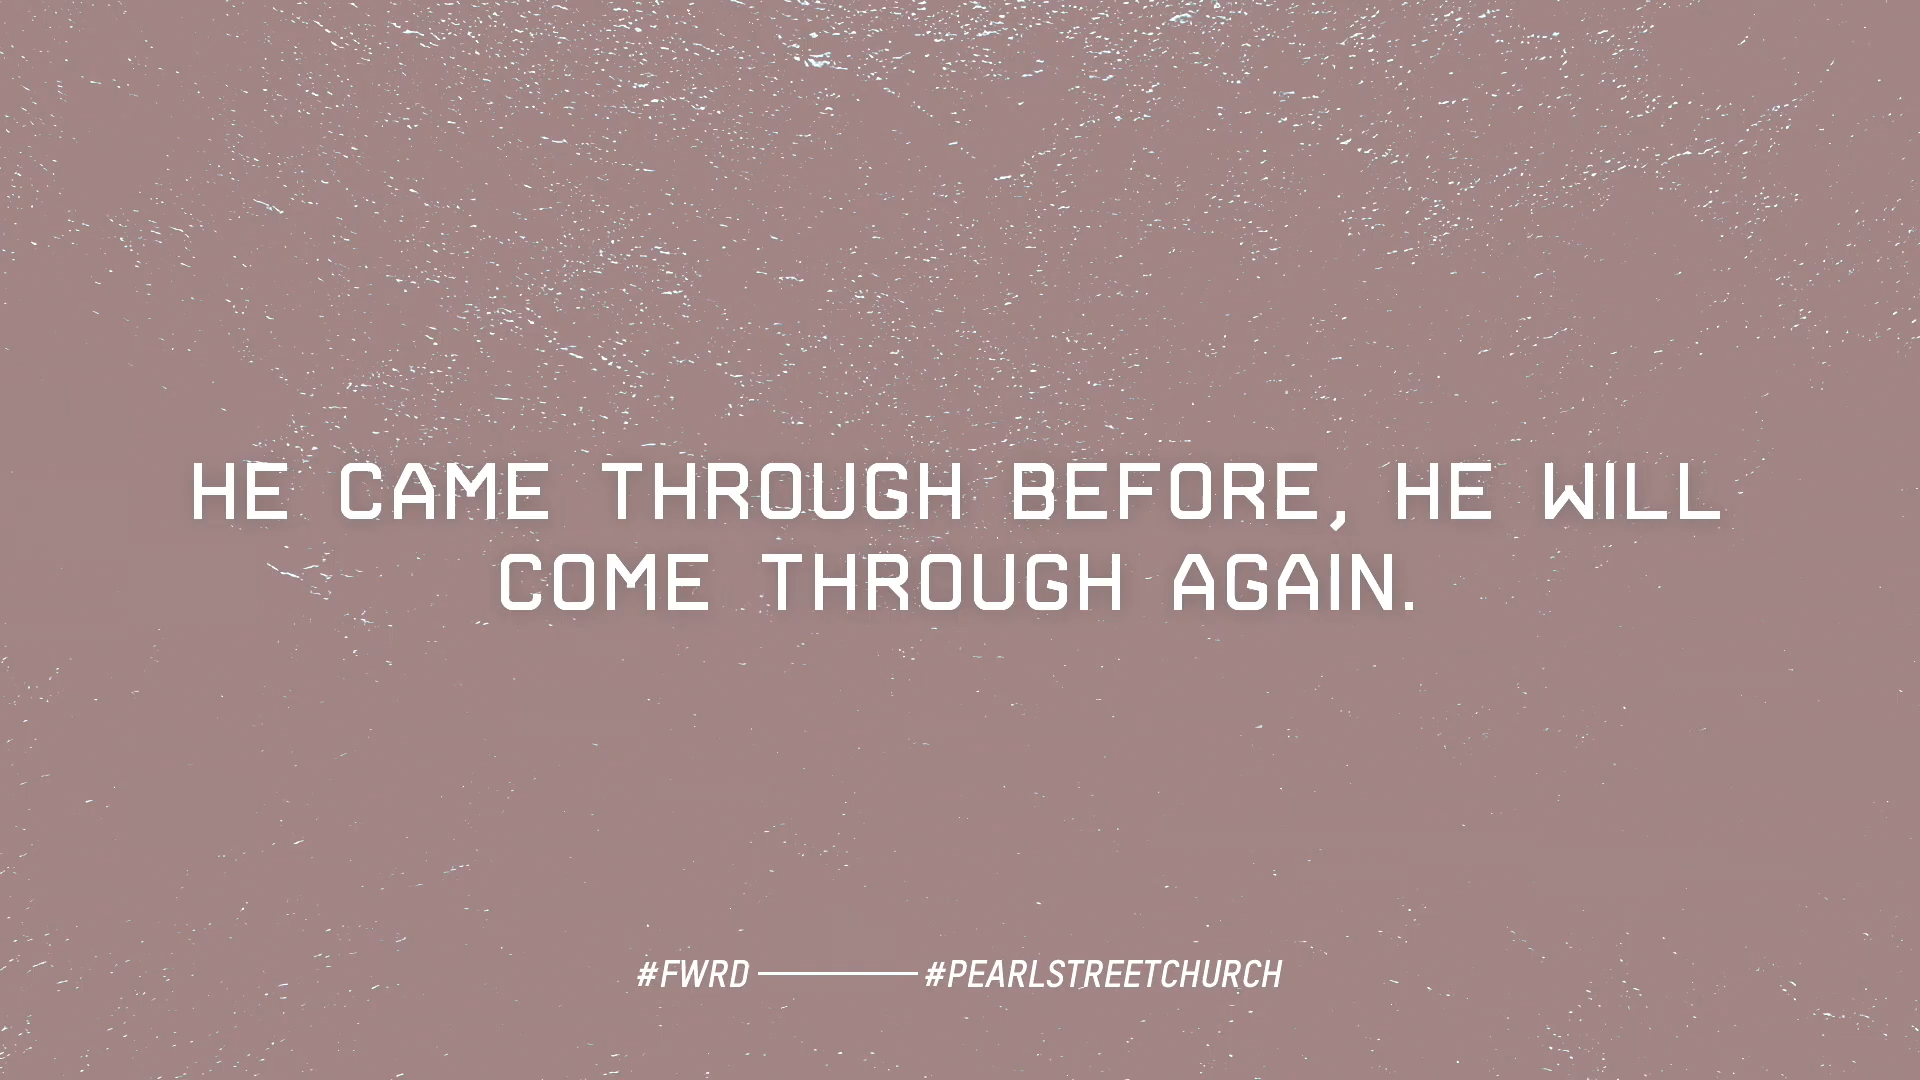 HE CAME THROUGH BEFORE, HE WILL
COME THROUGH AGAIN.
#FWRD #PEARLSTREETCHURCH